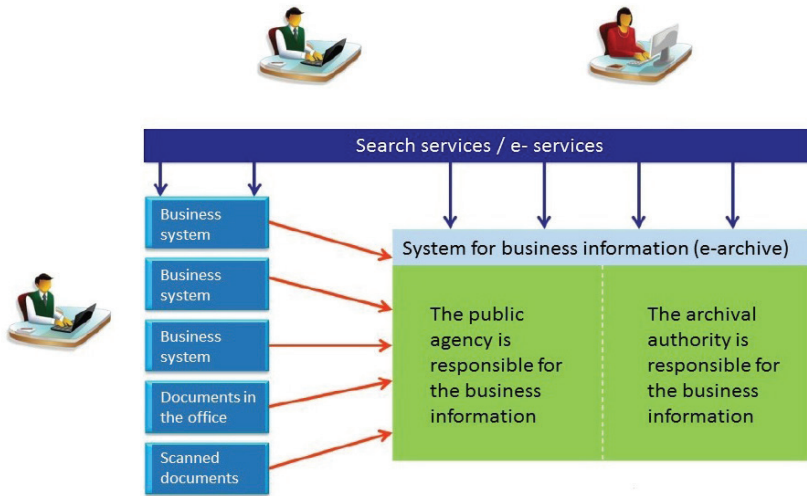 Search services / e- services
Business
system
Business
system
Business
system
Documents in
the office
Scanned
documents
System for business information (e-archive)
The public
agency is
responsible for
the business
information
The archival
authority is
responsible for
the business
information